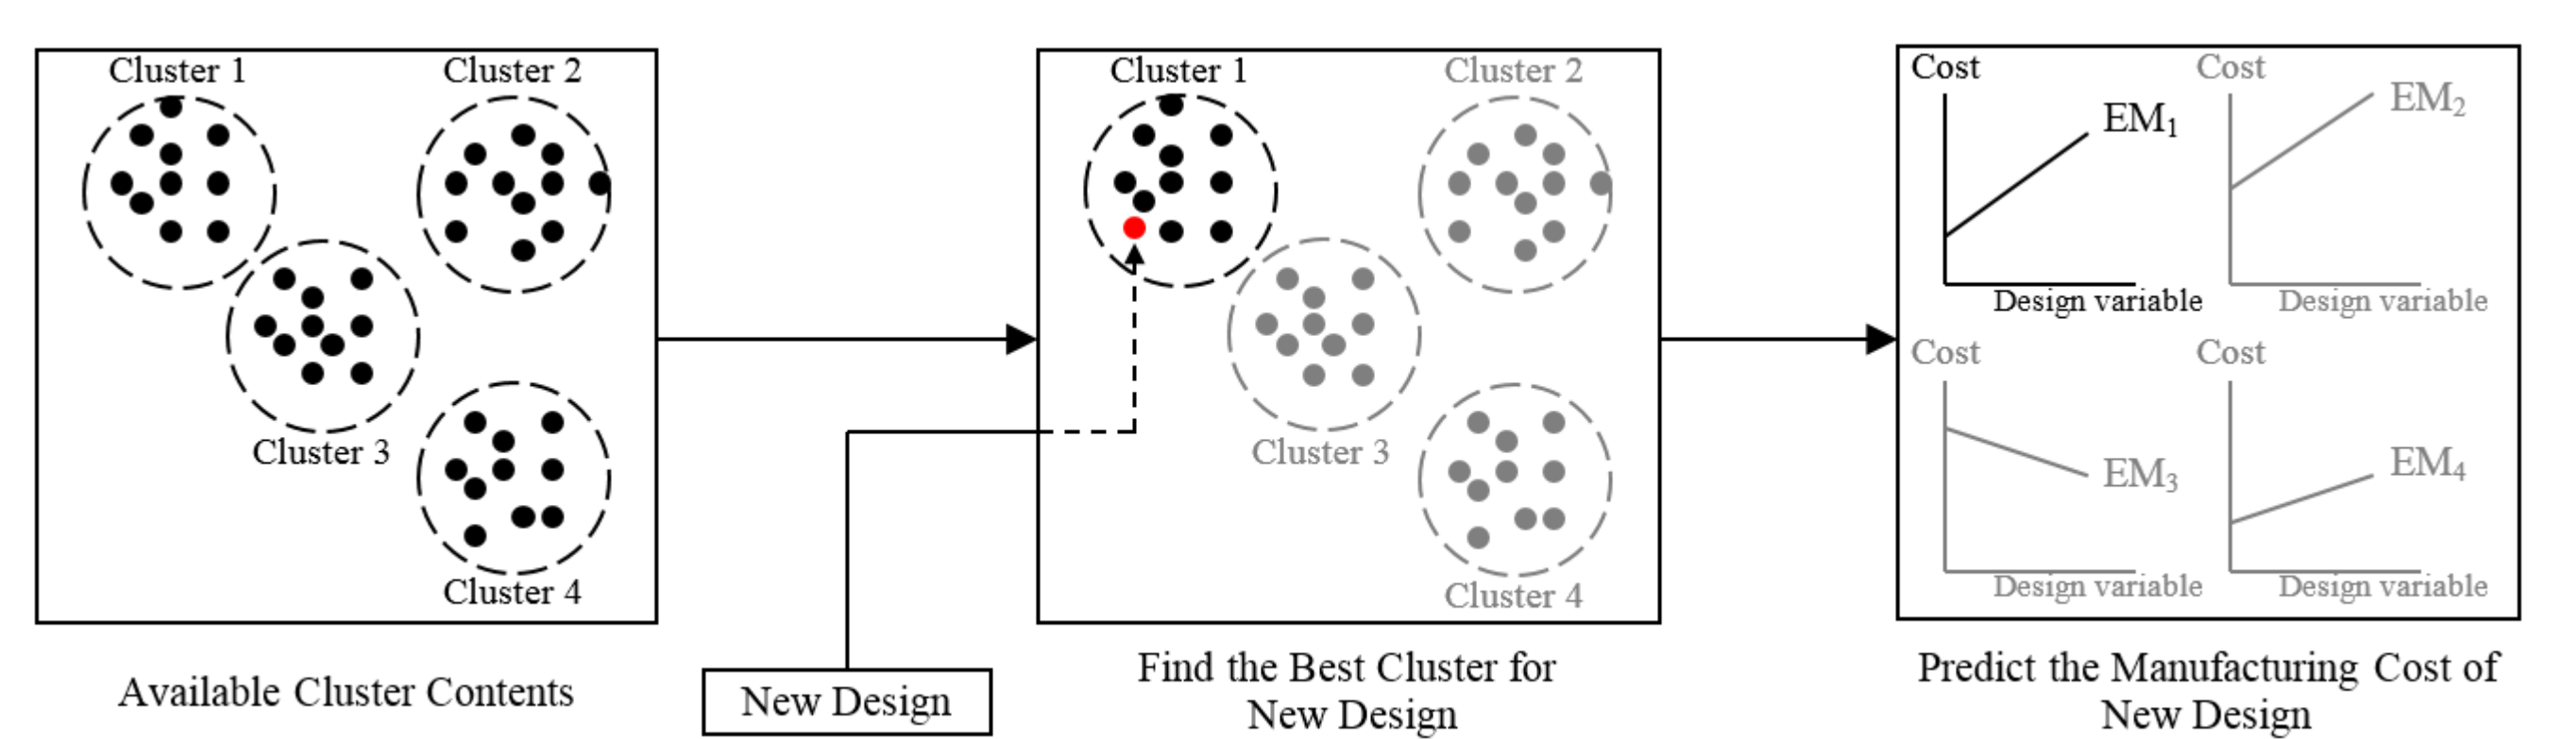 Cluster 1
Cluster 2
Cluster 3
Cluster 4
Available Cluster Contents
New Design
Cluster 1
Cluster 2
Cluster 3
Cluster 4
Find the Best Cluster for
New Design
Cost
EM₁
Design variable
Cost
EM₂
Design variable
Cost
EM₃
Design variable
Cost
EM₄
Design variable
Predict the Manufacturing Cost of
New Design